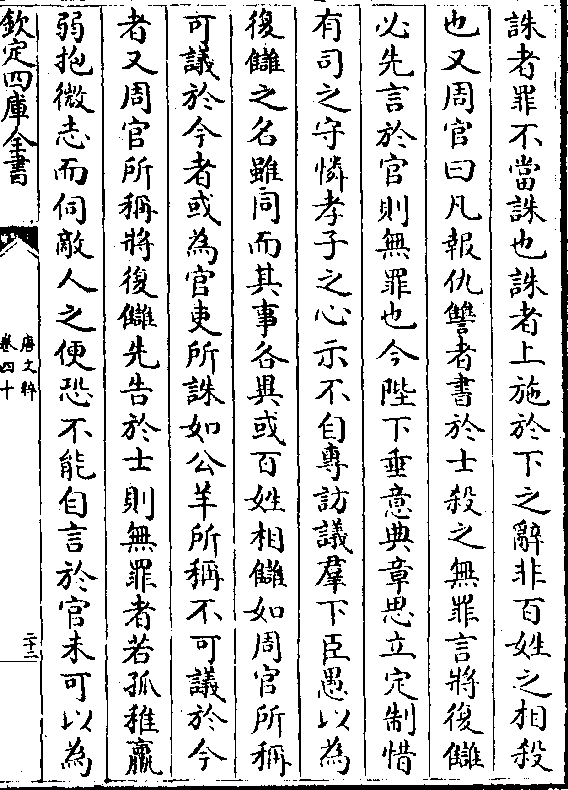 誅者罪不當誅也誅者上施於下之辭非百姓之相殺
也又周官曰凡報仇讐者書於士殺之無罪言將復讎
必先言於官則無罪也今陛下垂意典章思立定制惜
有司之守憐孝子之心示不自專訪議羣下臣愚以為
復讎之名雖同而其事各異或百姓相讎如周官所稱
可議於今者或為官吏所誅如公羊所稱不可議於今
者又周官所稱將復讎先告於士則無罪者若孤稚羸
弱抱微志而伺敵人之便恐不能自言於官未可以為
欽定四庫全書
唐文粹
卷四十
二十三